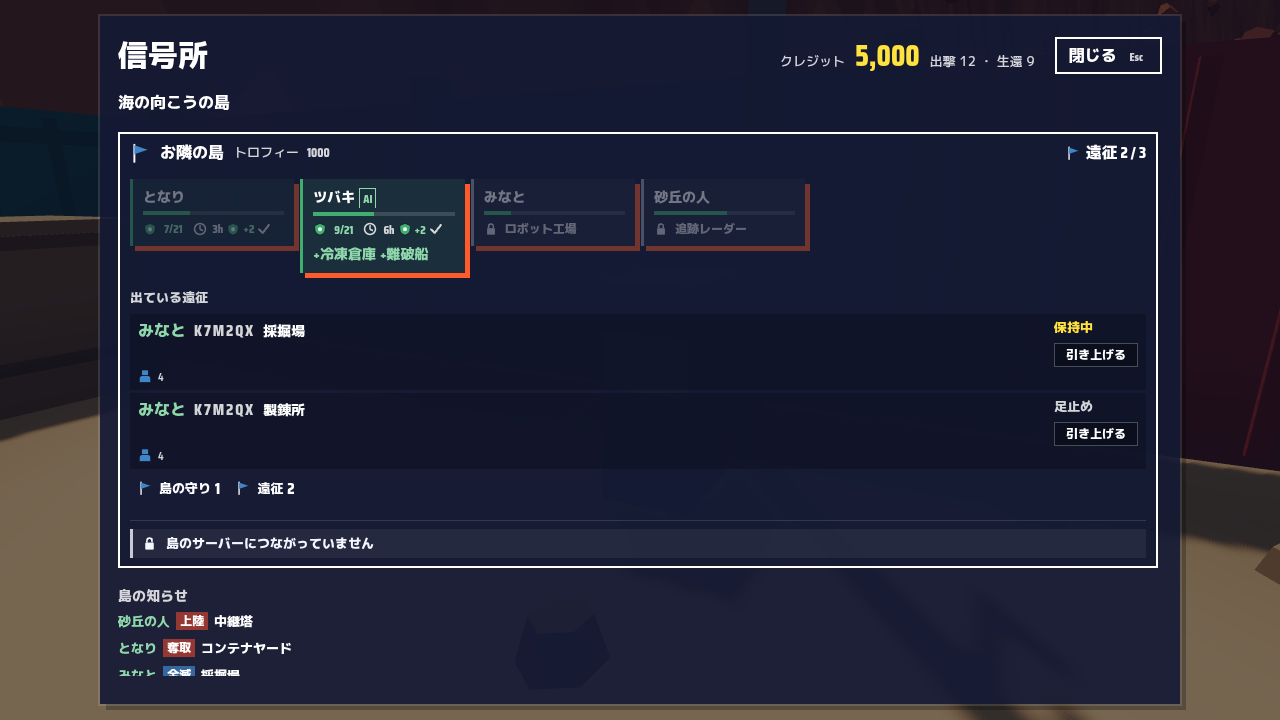 信号所
クレジット 5,000 出撃 12 ・ 生還 9
閉じる Esc
海の向こうの島
お隣の島 トロフィー 1000
遠征 2 / 3
となり
7/21 3h +2
ツバキ AI
9/21 6h +2
+冷凍倉庫 +難破船
みなと
ロボット工場
砂丘の人
追跡レーダー
出ている遠征
みなと K7M2QX 採掘場
保持中
引き上げる
4
みなと K7M2QX 製錬所
足止め
引き上げる
4
島の守り 1 遠征 2
島のサーバーにつながっていません
島の知らせ
砂丘の人 上陸 中継塔
となり 奪取 コンテナヤード
みなと 全滅 採掘場